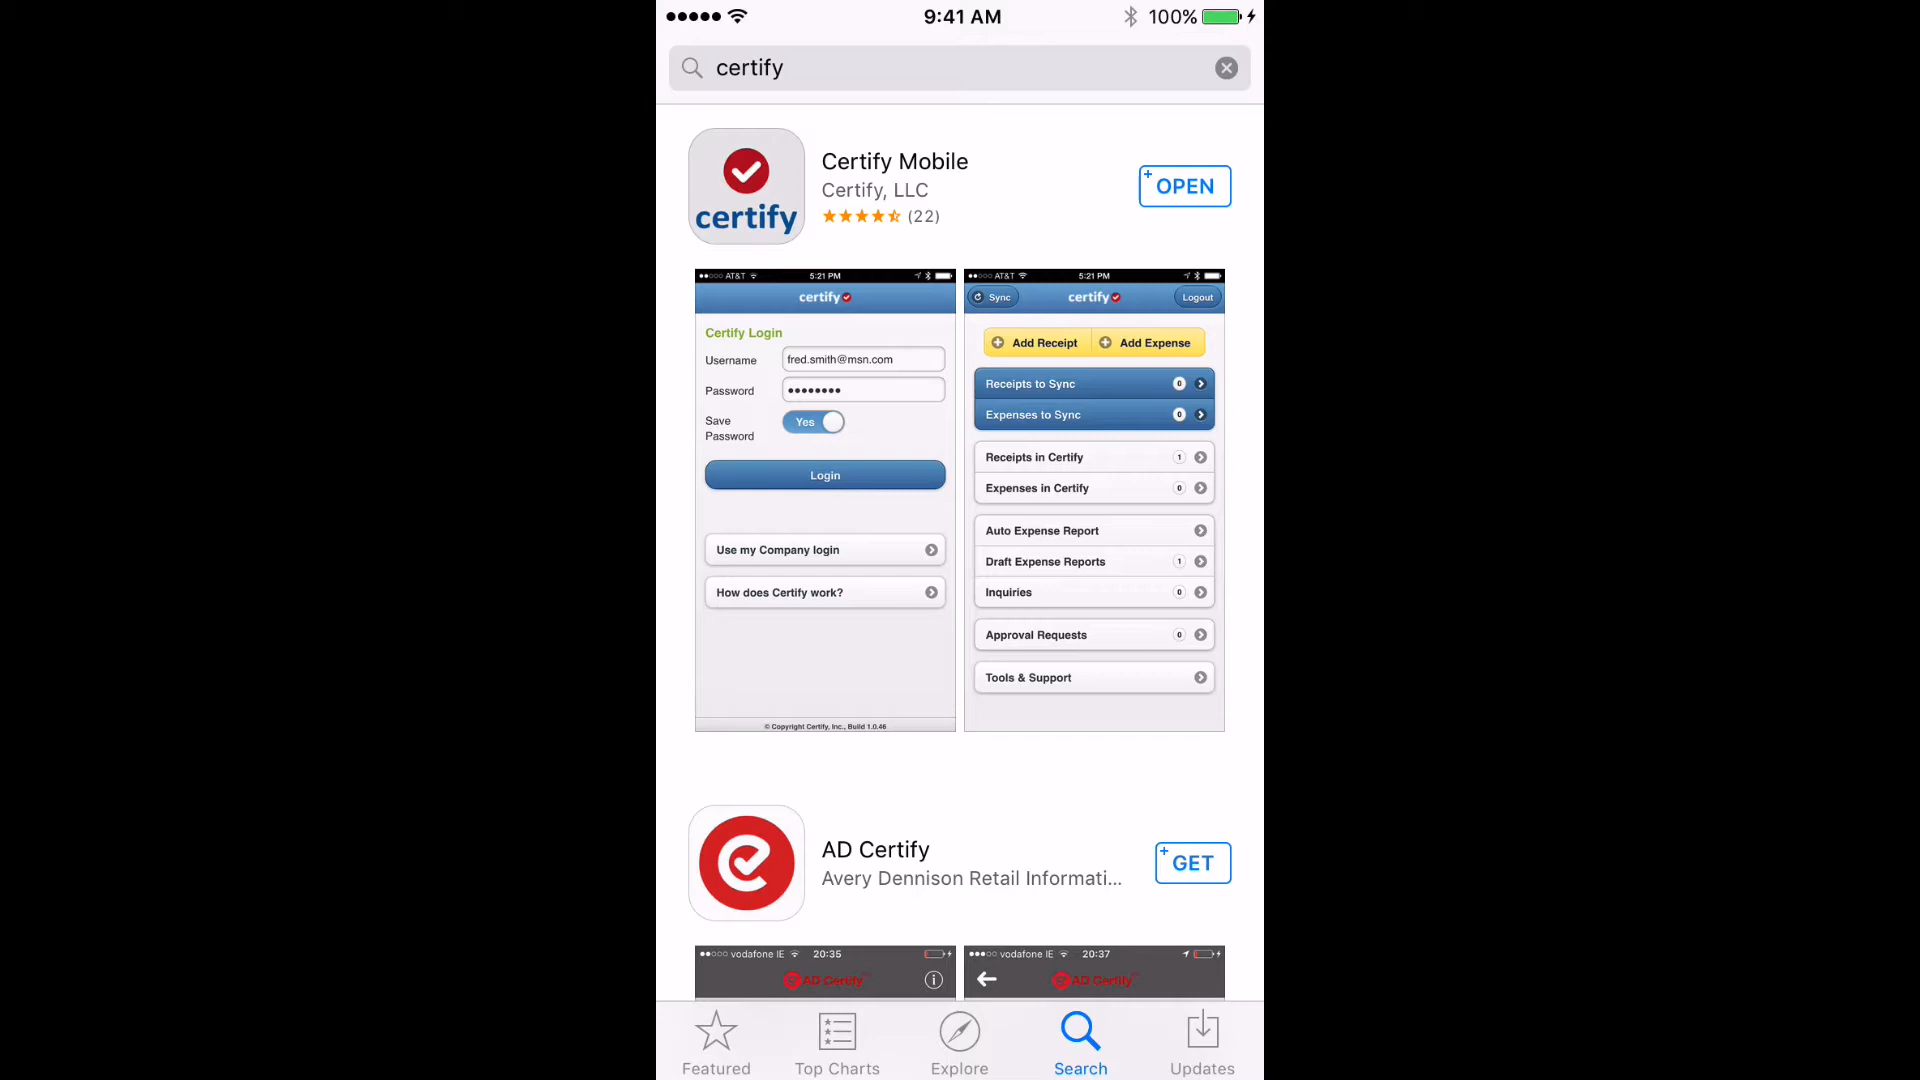 9:41 AM 100%
certify
certify
Certify Mobile
Certify, LLC
(22)
OPEN
AT&T 5:21 PM
certify
Certify Login
Username fred.smith@msn.com
Password
Save
Password
Yes
Login
Use my Company login
How does Certify work?
© Copyright Certify, Inc., Build 1.0.46
AT&T 5:21 PM
Sync certify Logout
Add Receipt Add Expense
Receipts to Sync 0
Expenses to Sync 0
Receipts in Certify 1
Expenses in Certify 0
Auto Expense Report
Draft Expense Reports 1
Inquiries 0
Approval Requests 0
Tools & Support
AD Certify
Avery Dennison Retail Informati...
GET
vodafone IE 20:35
AD Certify
vodafone IE 20:37
AD Certify
Featured Top Charts Explore Search Updates